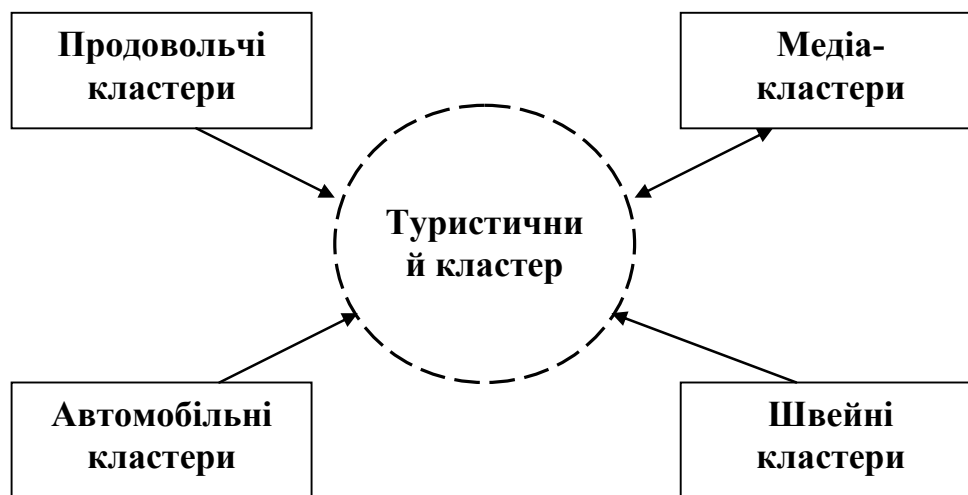 Продовольчі
кластери
Медіа-
кластери
Туристични
й кластер
Автомобільні
кластери
Швейні
кластери